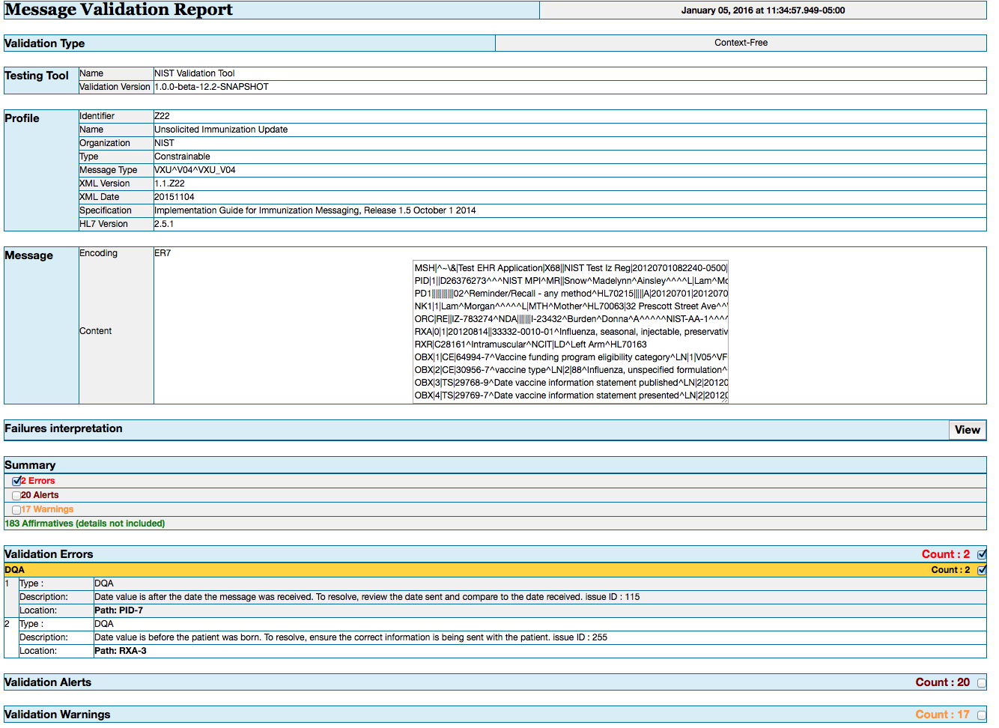 Message Validation Report
January 05, 2016 at 11:34:57.949-05:00
Validation Type
Context-Free
Testing Tool
Name
NIST Validation Tool
Validation Version
1.0.0-beta-12.2-SNAPSHOT
Profile
Identifier
Z22
Name
Unsolicited Immunization Update
Organization
NIST
Type
Constrainable
Message Type
VXU^V04^VXU_V04
XML Version
1.1.Z22
XML Date
20151104
Specification
Implementation Guide for Immunization Messaging, Release 1.5 October 1 2014
HL7 Version
2.5.1
Message
Encoding
ER7
Content
MSH|^~\&|Test EHR Application|X68||NIST Test Iz Reg|20120701082240-0500|
PID|1||D26376273^^^NIST MPI^MR||Snow^Madelynn^Ainsley^^^^L|Lam^Mo
PD1|||||||||||02^Reminder/Recall - any method^HL70215|||||A|20120701|2012070
NK1|1|Lam^Morgan^^^^^L|MTH^Mother^HL70063|32 Prescott Street Ave^^
ORC|RE||IZ-783274^NDA|||||||I-23432^Burden^Donna^A^^^^^NIST-AA-1^^^^
RXA|0|1|20120814||33332-0010-01^Influenza, seasonal, injectable, preservativ
RXR|C28161^Intramuscular^NCIT|LD^Left Arm^HL70163
OBX|1|CE|64994-7^Vaccine funding program eligibility category^LN|1|V05^VF
OBX|2|CE|30956-7^vaccine type^LN|2|88^Influenza, unspecified formulation^
OBX|3|TS|29768-9^Date vaccine information statement published^LN|2|20120
OBX|4|TS|29769-7^Date vaccine information statement presented^LN|2|20120
Failures interpretation
View
Summary
2 Errors
20 Alerts
17 Warnings
183 Affirmatives (details not included)
Validation Errors
Count : 2
DQA
Count : 2
1
Type :
DQA
Description:
Date value is after the date the message was received. To resolve, review the date sent and compare to the date received. issue ID : 115
Location:
Path: PID-7
2
Type :
DQA
Description:
Date value is before the patient was born. To resolve, ensure the correct information is being sent with the patient. issue ID : 255
Location:
Path: RXA-3
Validation Alerts
Count : 20
Validation Warnings
Count : 17